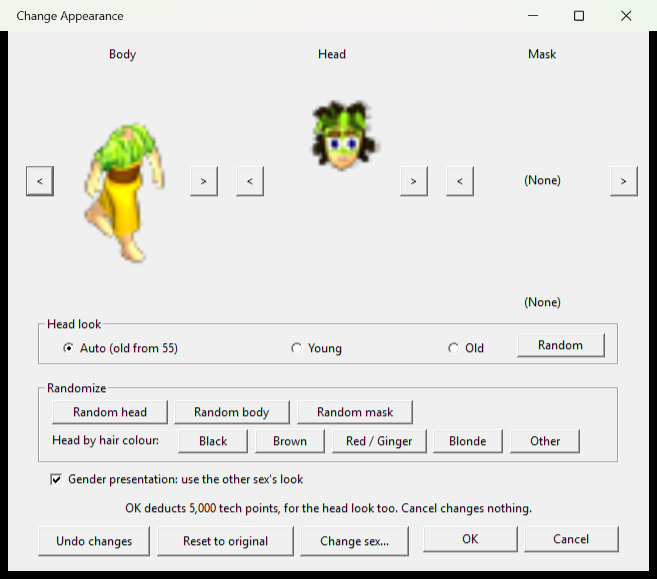 Change Appearance
Body Head Mask
< > < > < (None) >
(None)
Head look
Auto (old from 55) Young Old Random
Randomize
Random head Random body Random mask
Head by hair colour: Black Brown Red / Ginger Blonde Other
Gender presentation: use the other sex's look
OK deducts 5,000 tech points, for the head look too. Cancel changes nothing.
Undo changes Reset to original Change sex... OK Cancel